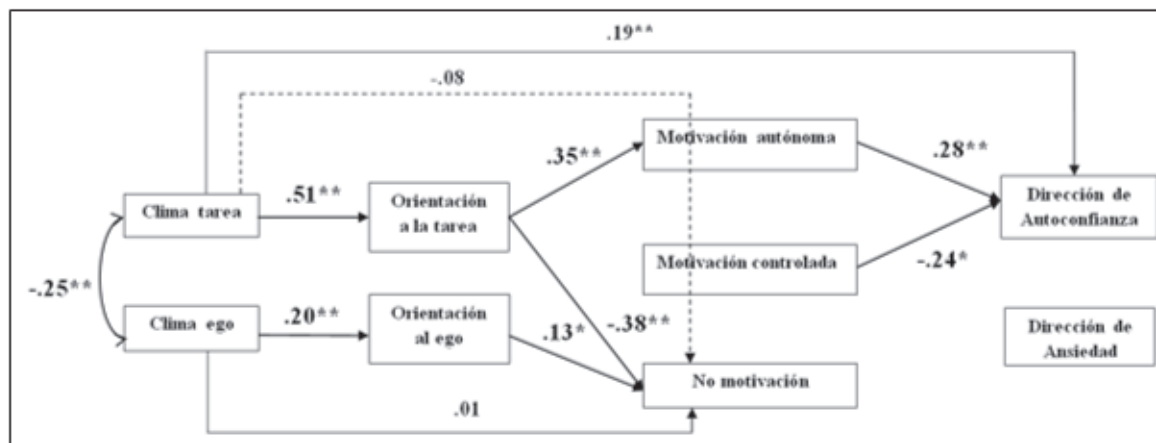 .19**
-.08
Motivación autónoma
.35**
.28**
Clima tarea
.51**
Orientación
a la tarea
Dirección de
Autoconfianza
Motivación controlada
-.25**
-.24*
Clima ego
.20**
Orientación
al ego
.13*
-.38**
Dirección de
Ansiedad
No motivación
.01